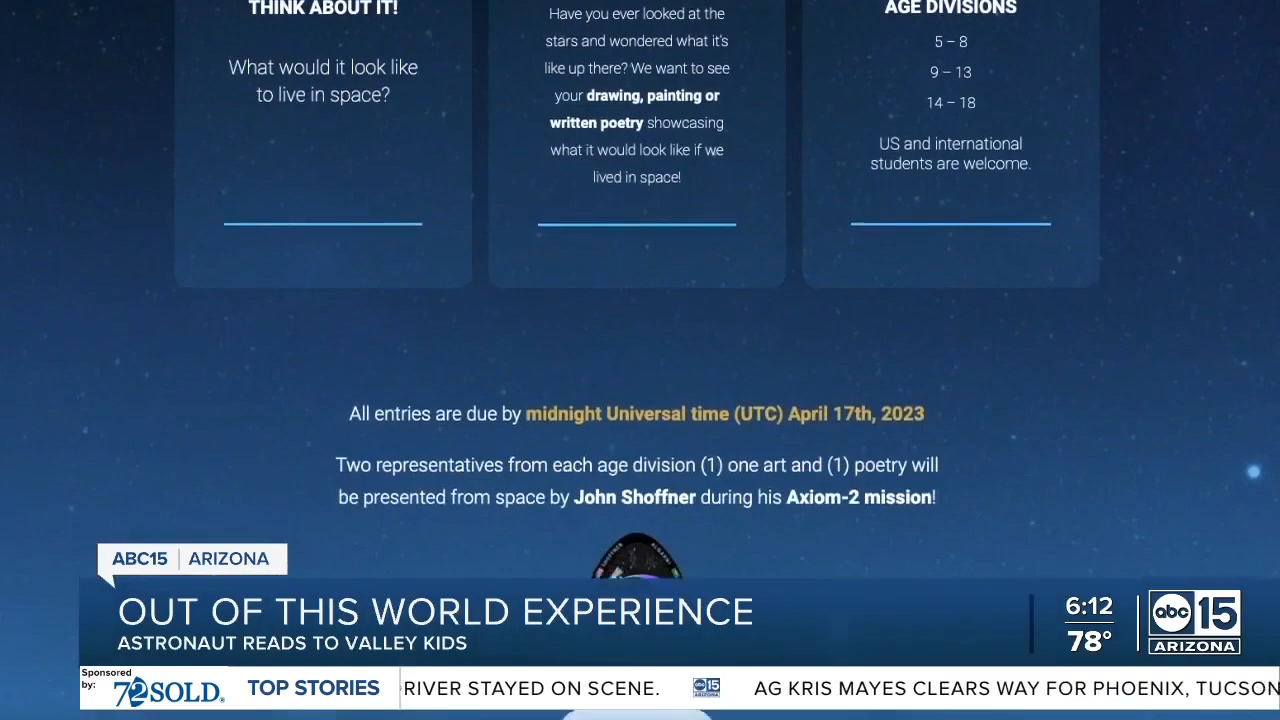 THINK ABOUT IT!
What would it look like
to live in space?
Have you ever looked at the
stars and wondered what it's
like up there? We want to see
your drawing, painting or
written poetry showcasing
what it would look like if we
lived in space!
AGE DIVISIONS
5 – 8
9 – 13
14 – 18
US and international
students are welcome.
All entries are due by midnight Universal time (UTC) April 17th, 2023
Two representatives from each age division (1) one art and (1) poetry will
be presented from space by John Shoffner during his Axiom-2 mission!
ABC15 | ARIZONA
OUT OF THIS WORLD EXPERIENCE
ASTRONAUT READS TO VALLEY KIDS
6:12
78°
abc 15
ARIZONA
Sponsored
by:
72SOLD.
TOP STORIES
RIVER STAYED ON SCENE.
abc 15
ARIZONA
AG KRIS MAYES CLEARS WAY FOR PHOENIX, TUCSON